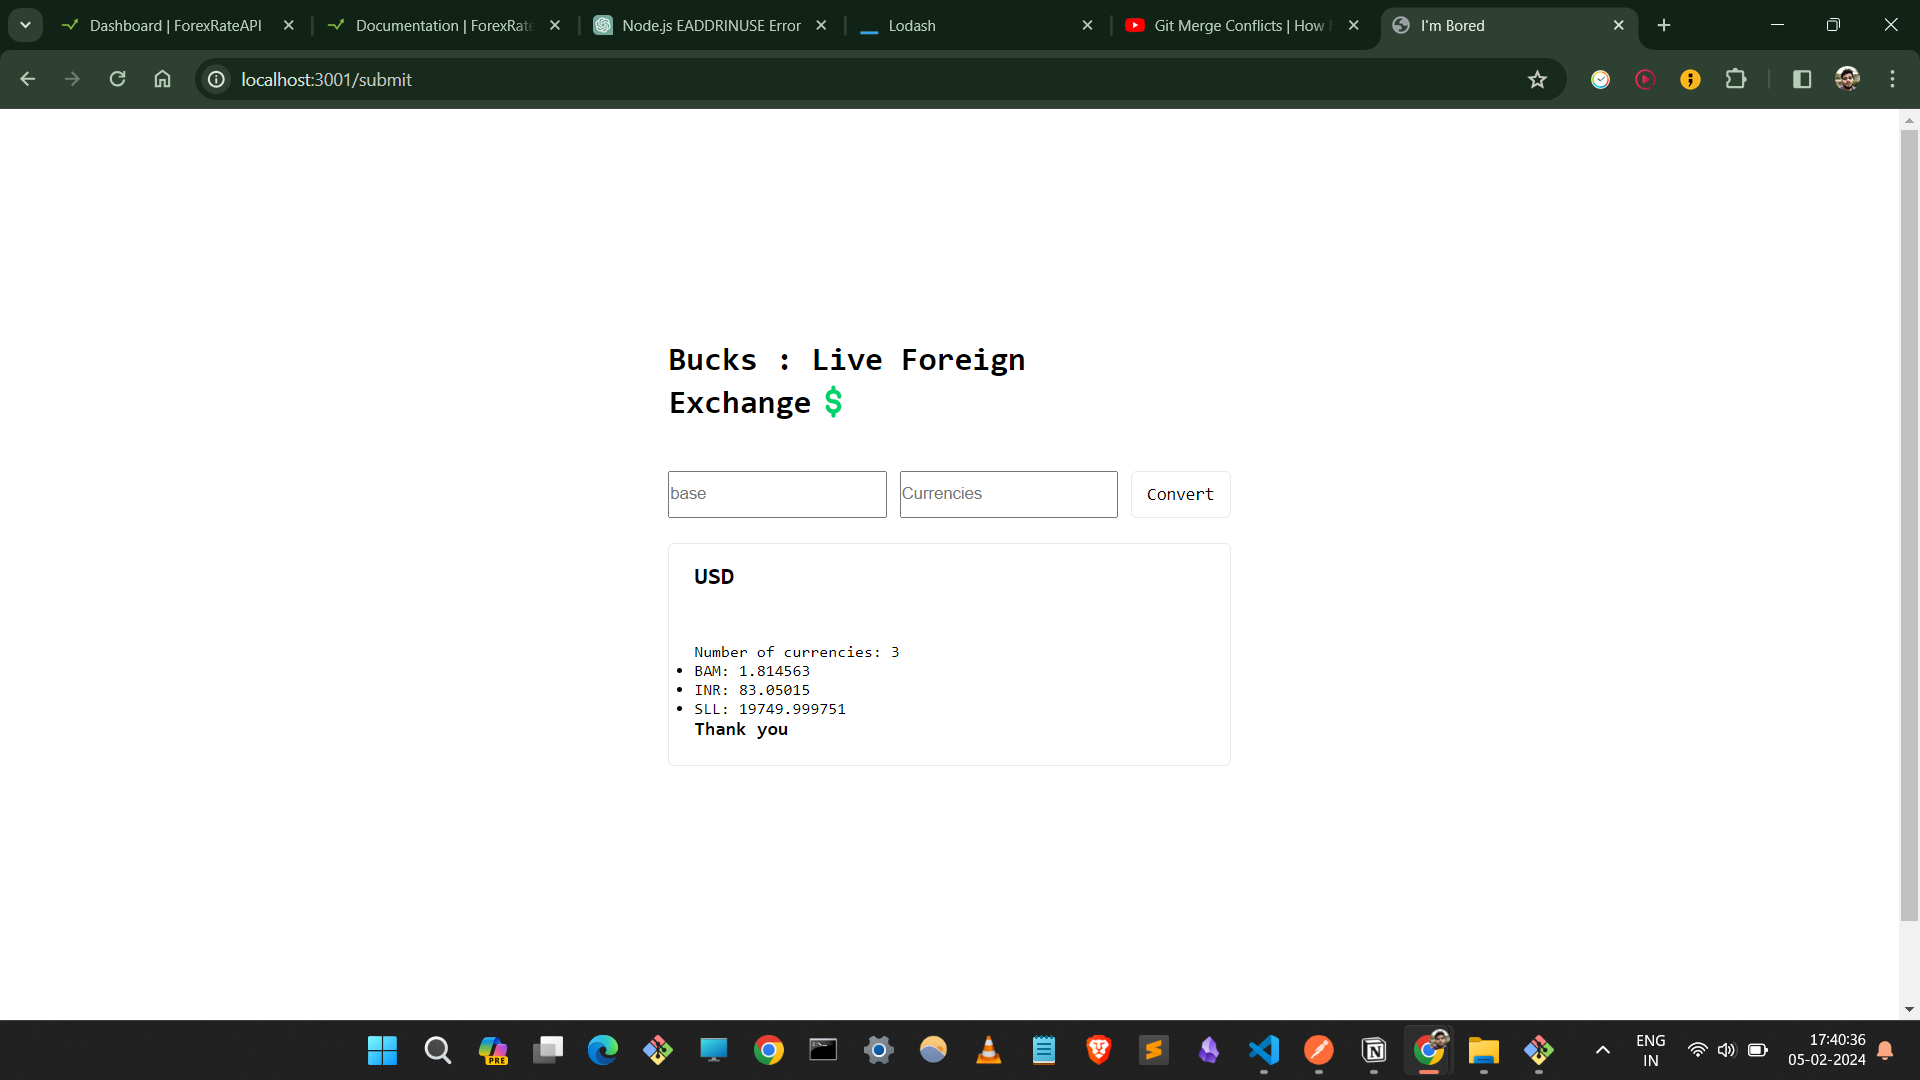 Dashboard | ForexRateAPI
Documentation | ForexRate
Node.js EADDRINUSE Error
Lodash
Git Merge Conflicts | How
I'm Bored
localhost:3001/submit
Bucks : Live Foreign
Exchange $
base
Currencies
Convert
USD
Number of currencies: 3
• BAM: 1.814563
• INR: 83.05015
• SLL: 19749.999751
Thank you
PRE
ENG
IN
17:40:36
05-02-2024